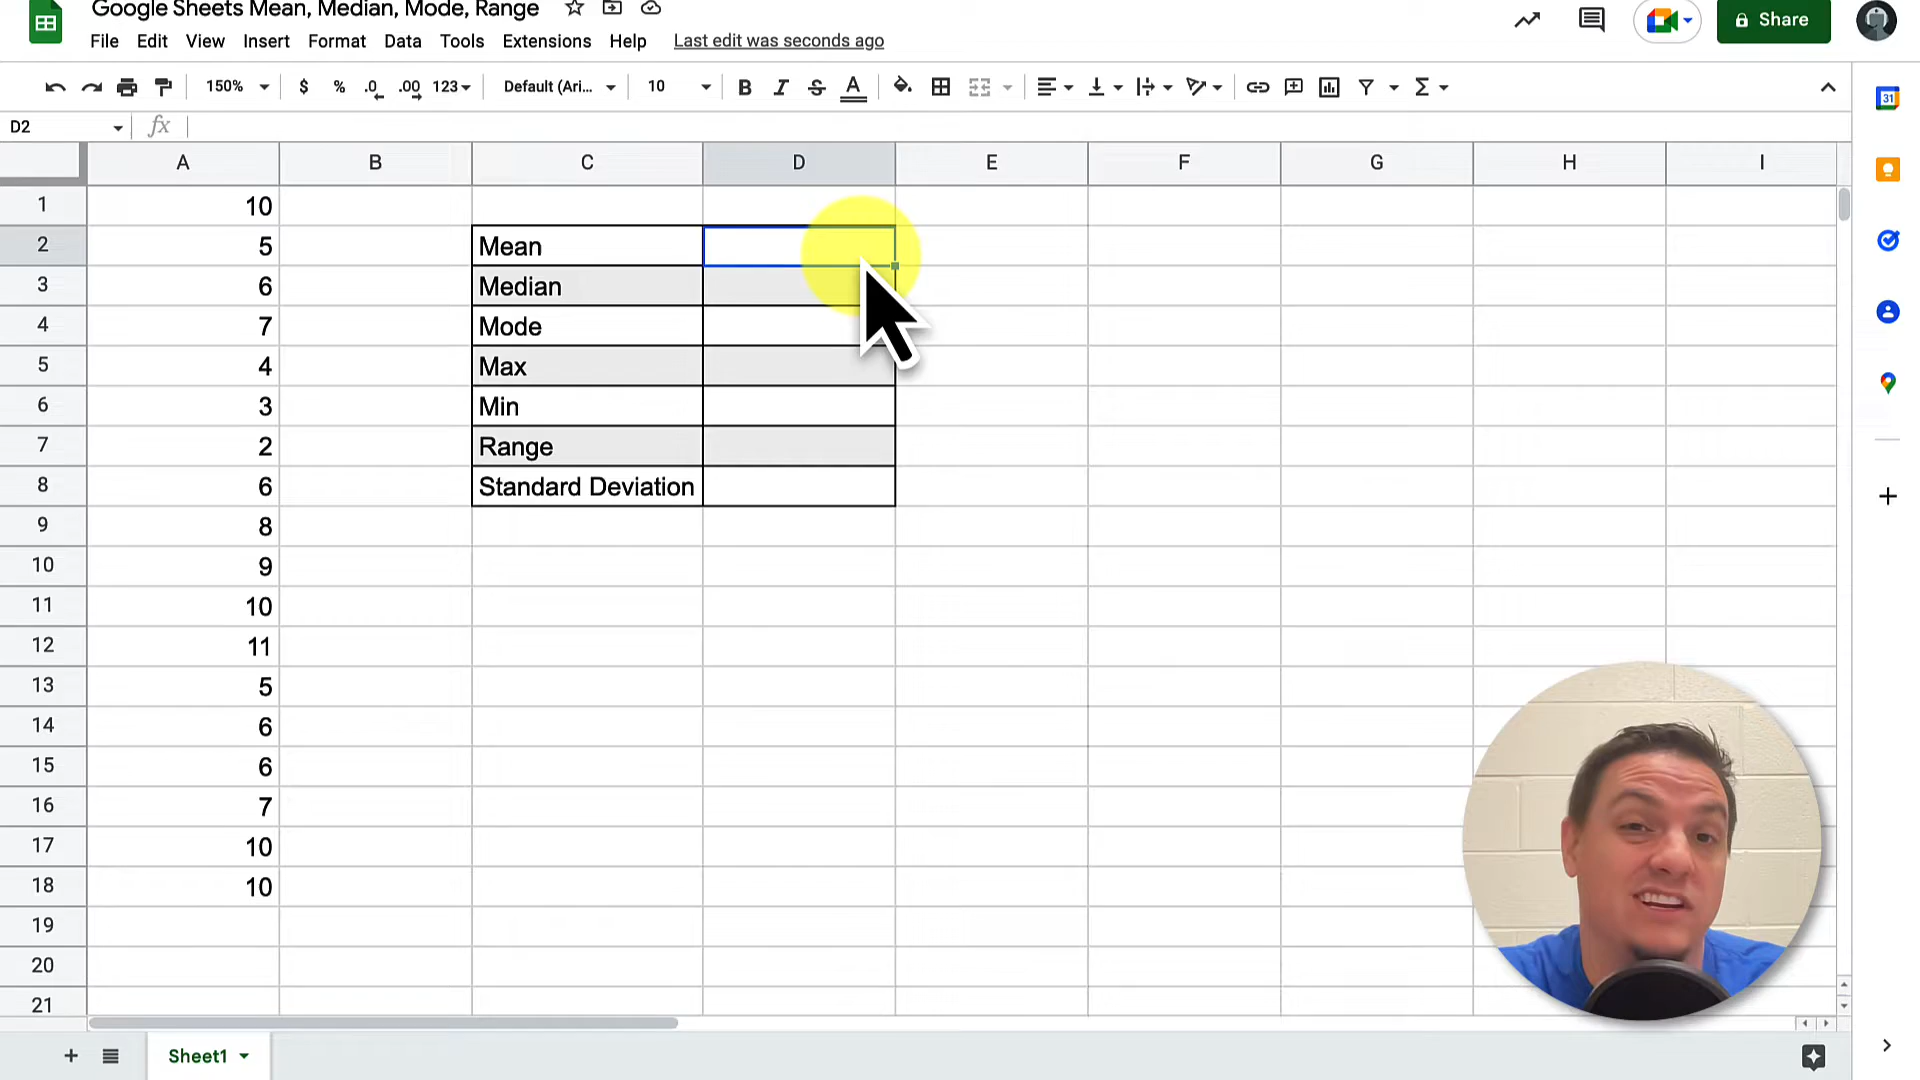 Google Sheets Mean, Median, Mode, Range
File Edit View Insert Format Data Tools Extensions Help Last edit was seconds ago
Share
150% $ % .0 .00 123 Default (Ari... 10 B I S A Σ
31
D2 fx
A B C D E F G H I
1 10
2 5 Mean
3 6 Median
4 7 Mode
5 4 Max
6 3 Min
7 2 Range
8 6 Standard Deviation
9 8
10 9
11 10
12 11
13 5
14 6
15 6
16 7
17 10
18 10
19
20
21
Sheet1